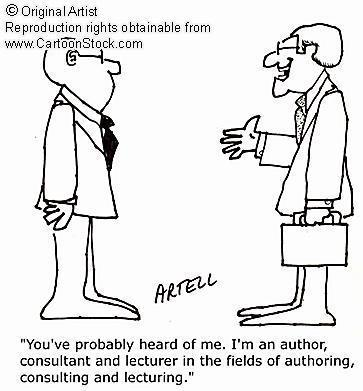 © Original Artist
Reproduction rights obtainable from
www.CartoonStock.com
ARTELL
"You've probably heard of me. I'm an author,
consultant and lecturer in the fields of authoring,
consulting and lecturing."